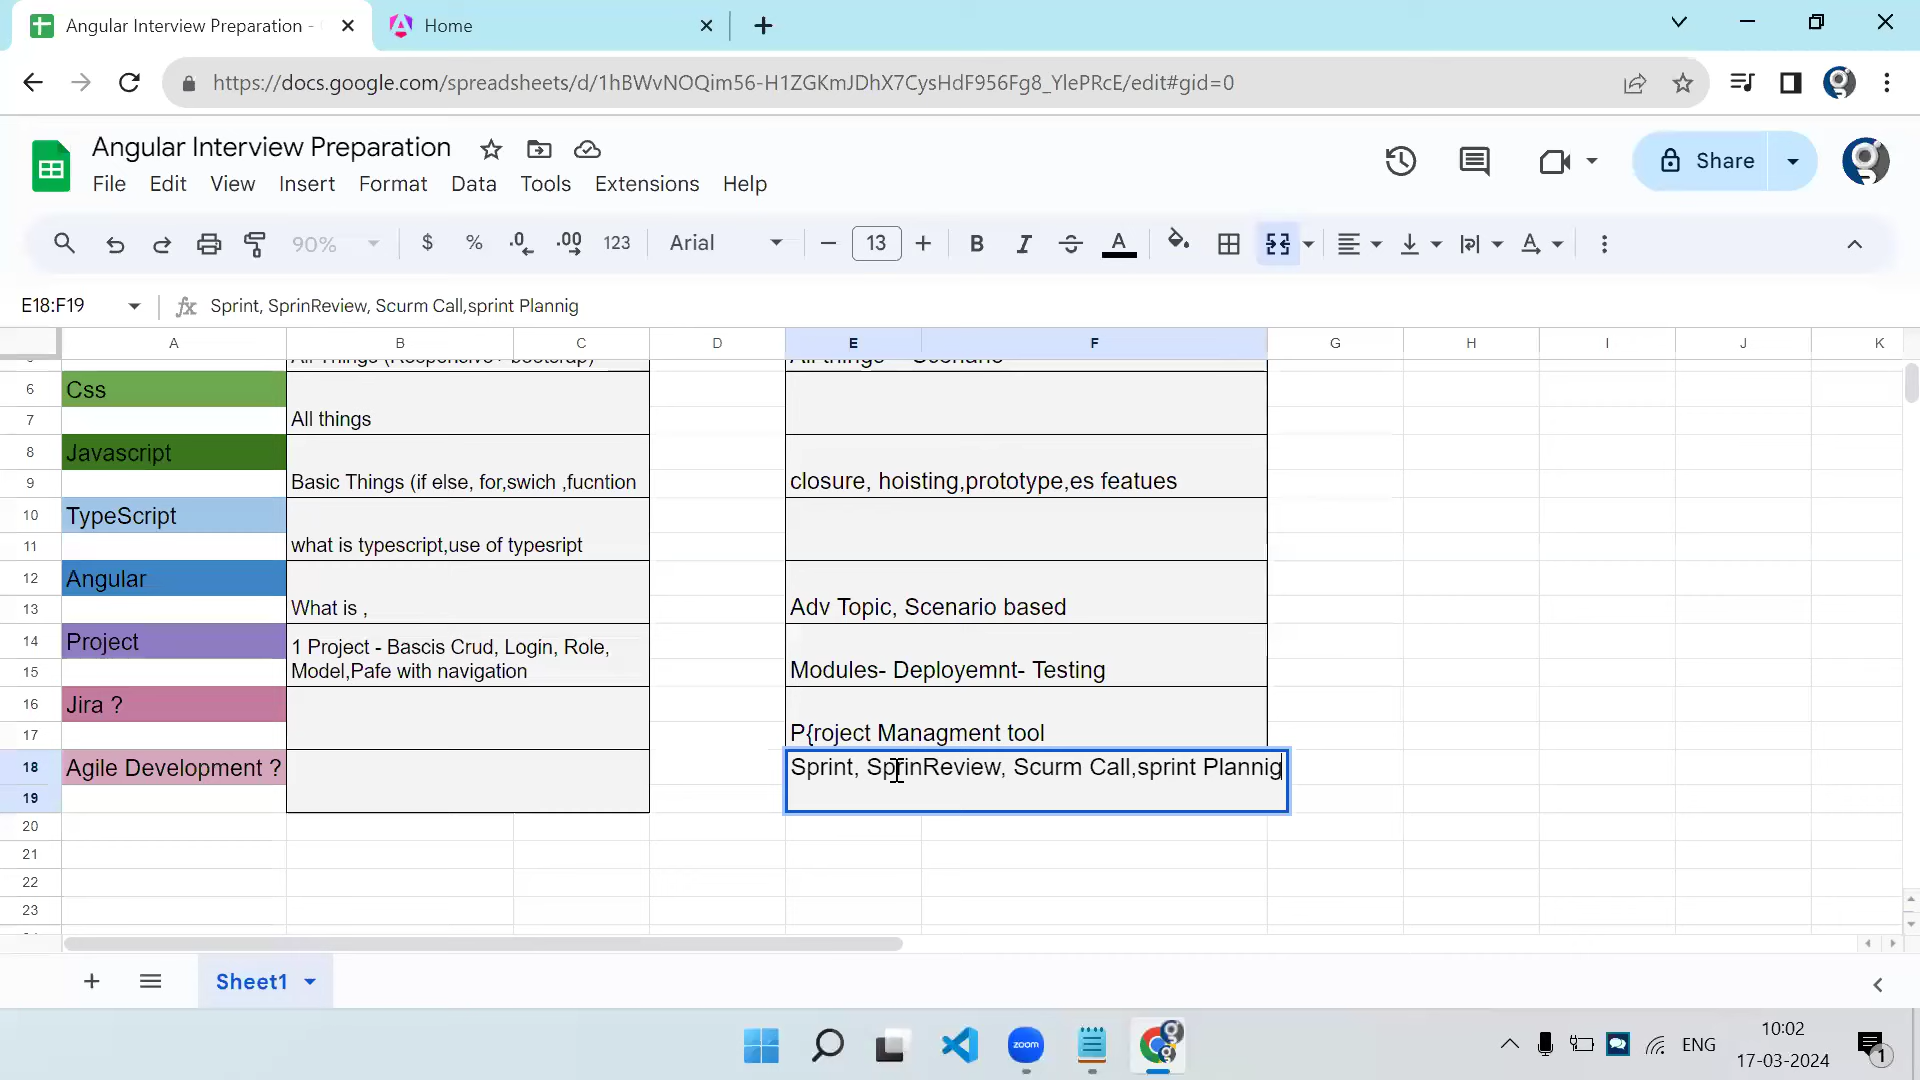 Angular Interview Preparation -
Home
https://docs.google.com/spreadsheets/d/1hBWvNOQim56-H1ZGKmJDhX7CysHdF956Fg8_YlePRcE/edit#gid=0
Angular Interview Preparation
Share
File Edit View Insert Format Data Tools Extensions Help
90% $ % .0 .00 123 Arial 13 B I A
E18:F19 fx Sprint, SprinReview, Scurm Call,sprint Plannig
A B C D E F G H I J K
6 Css
7 All things
8 Javascript
9 Basic Things (if else, for,swich ,fucntion closure, hoisting,prototype,es featues
10 TypeScript
11 what is typescript,use of typesript
12 Angular
13 What is , Adv Topic, Scenario based
14 Project 1 Project - Bascis Crud, Login, Role,
15 Model,Pafe with navigation Modules- Deployemnt- Testing
16 Jira ?
17 P{roject Managment tool
18 Agile Development ? Sprint, SprinReview, Scurm Call,sprint Plannig
19
20
21
22
23
Sheet1
zoom
ENG
10:02
17-03-2024
1